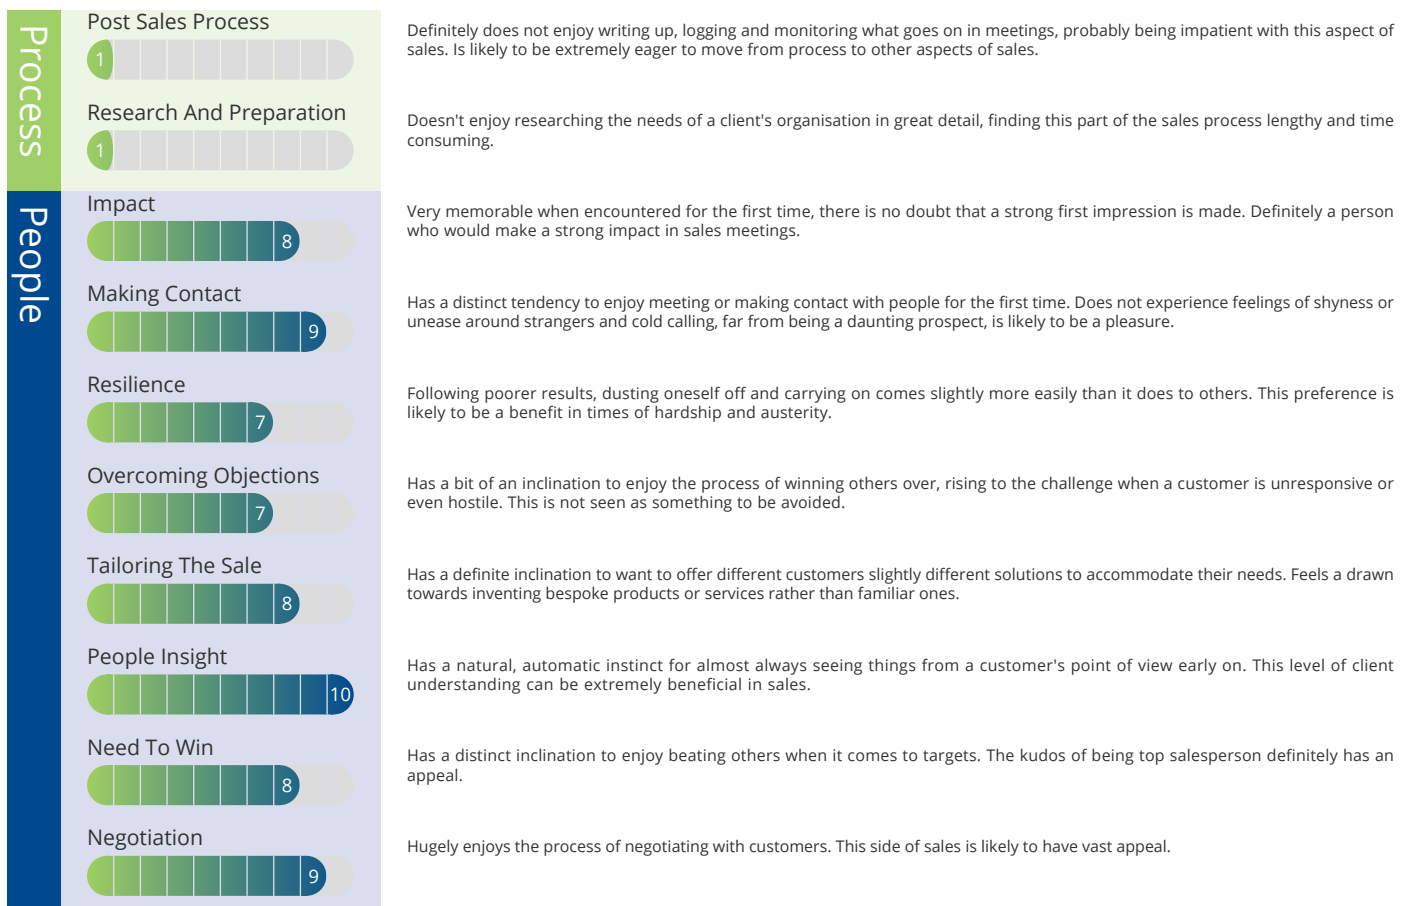 Process
Post Sales Process
1
Definitely does not enjoy writing up, logging and monitoring what goes on in meetings, probably being impatient with this aspect of
sales. Is likely to be extremely eager to move from process to other aspects of sales.
Research And Preparation
1
Doesn't enjoy researching the needs of a client's organisation in great detail, finding this part of the sales process lengthy and time
consuming.
People
Impact
8
Very memorable when encountered for the first time, there is no doubt that a strong first impression is made. Definitely a person
who would make a strong impact in sales meetings.
Making Contact
9
Has a distinct tendency to enjoy meeting or making contact with people for the first time. Does not experience feelings of shyness or
unease around strangers and cold calling, far from being a daunting prospect, is likely to be a pleasure.
Resilience
7
Following poorer results, dusting oneself off and carrying on comes slightly more easily than it does to others. This preference is
likely to be a benefit in times of hardship and austerity.
Overcoming Objections
7
Has a bit of an inclination to enjoy the process of winning others over, rising to the challenge when a customer is unresponsive or
even hostile. This is not seen as something to be avoided.
Tailoring The Sale
8
Has a definite inclination to want to offer different customers slightly different solutions to accommodate their needs. Feels a drawn
towards inventing bespoke products or services rather than familiar ones.
People Insight
10
Has a natural, automatic instinct for almost always seeing things from a customer's point of view early on. This level of client
understanding can be extremely beneficial in sales.
Need To Win
8
Has a distinct inclination to enjoy beating others when it comes to targets. The kudos of being top salesperson definitely has an
appeal.
Negotiation
9
Hugely enjoys the process of negotiating with customers. This side of sales is likely to have vast appeal.